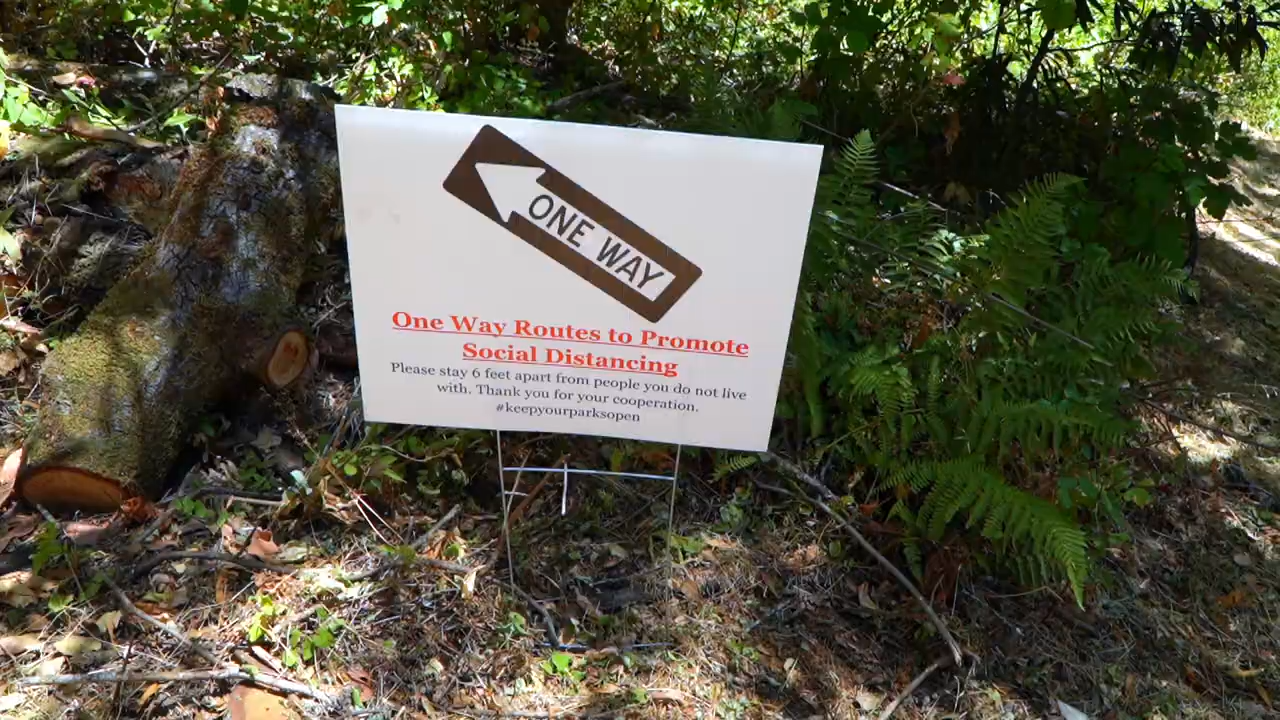 ONE WAY
One Way Routes to Promote
Social Distancing
Please stay 6 feet apart from people you do not live
with. Thank you for your cooperation.
#keepyourparksopen